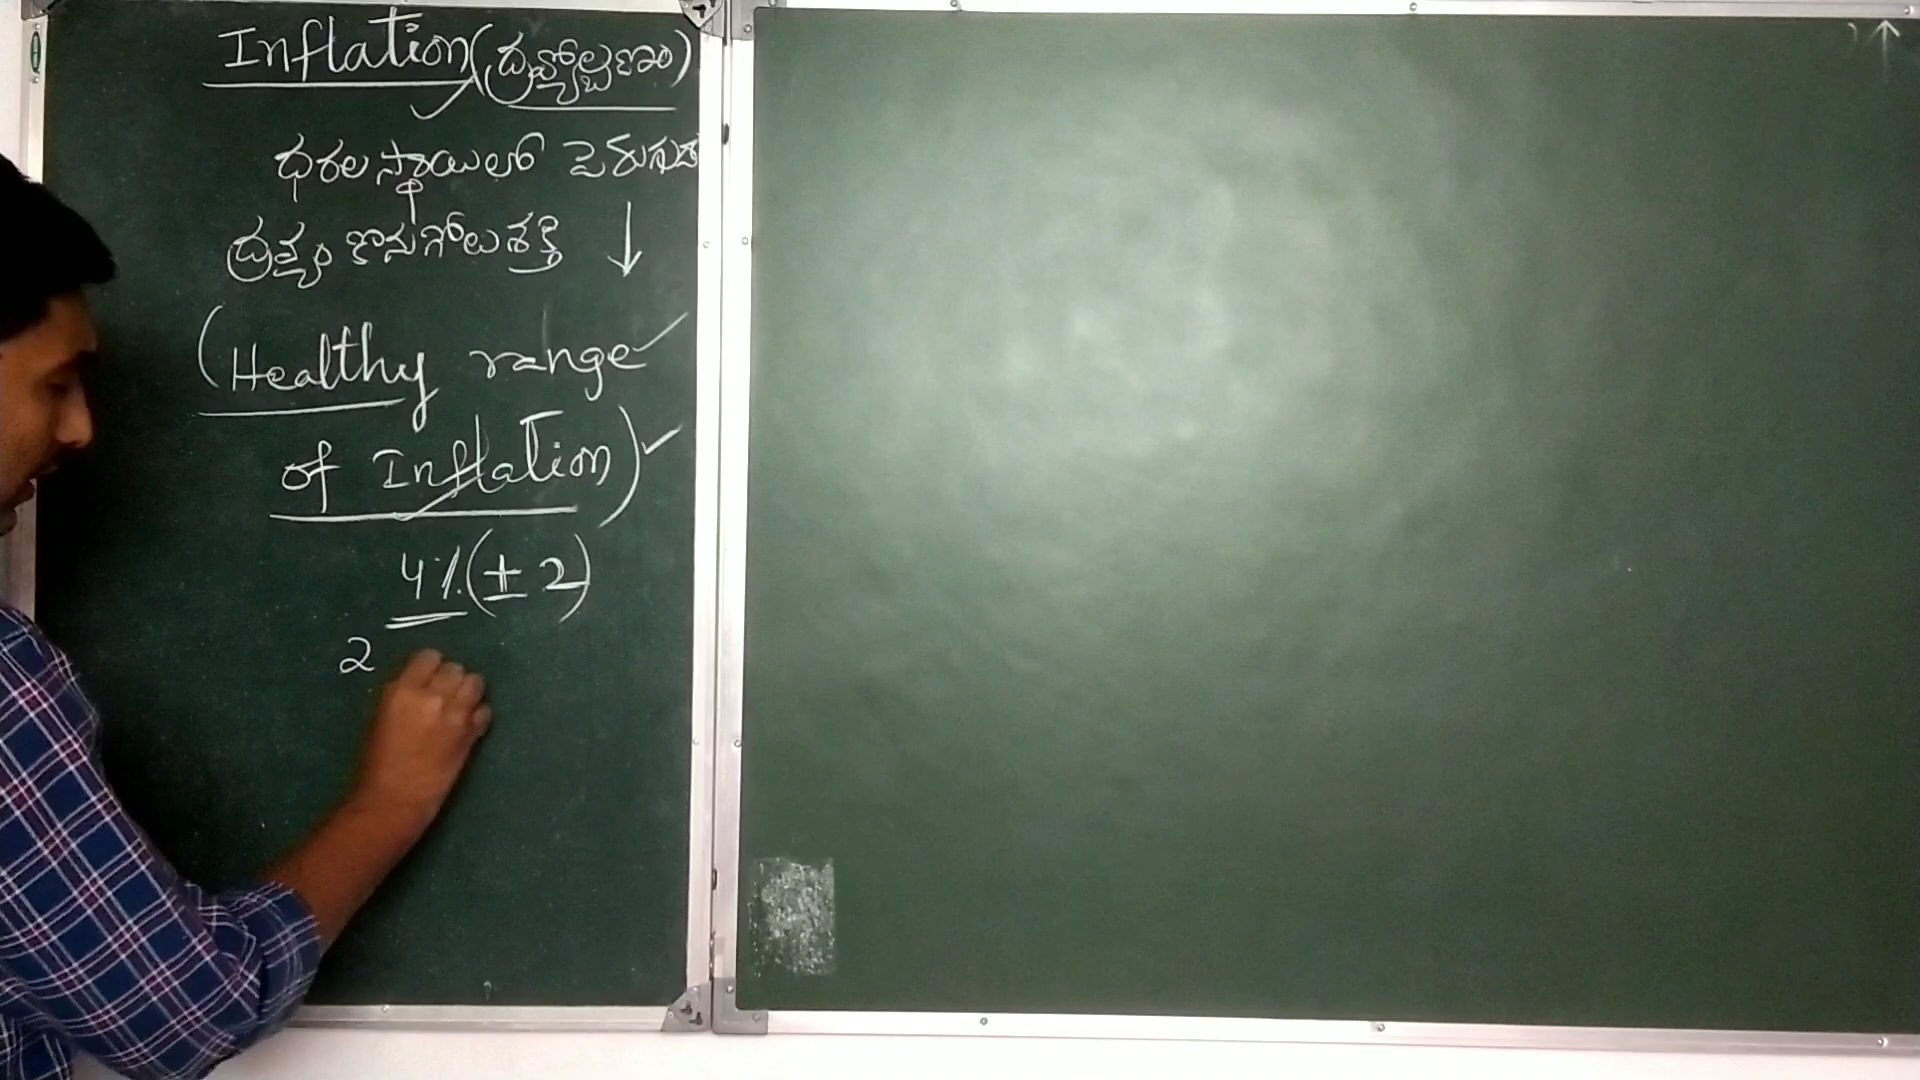 Inflation (ద్రవ్యోల్బణం)
ధరల స్థాయిలో పెరుగుడ
ద్రవ్యం కొనుగోలు శక్తి ↓
(Healthy range
of Inflation)
4% (± 2)
2